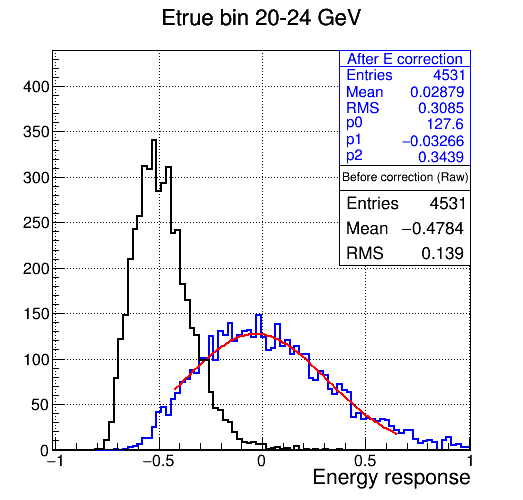 Etrue bin 20-24 GeV
After E correction
Entries 4531
Mean 0.02879
RMS 0.3085
p0 127.6
p1 −0.03266
p2 0.3439
Before correction (Raw)
Entries 4531
Mean −0.4784
RMS 0.139
400
350
300
250
200
150
100
50
0
−1 −0.5 0 0.5 1
Energy response